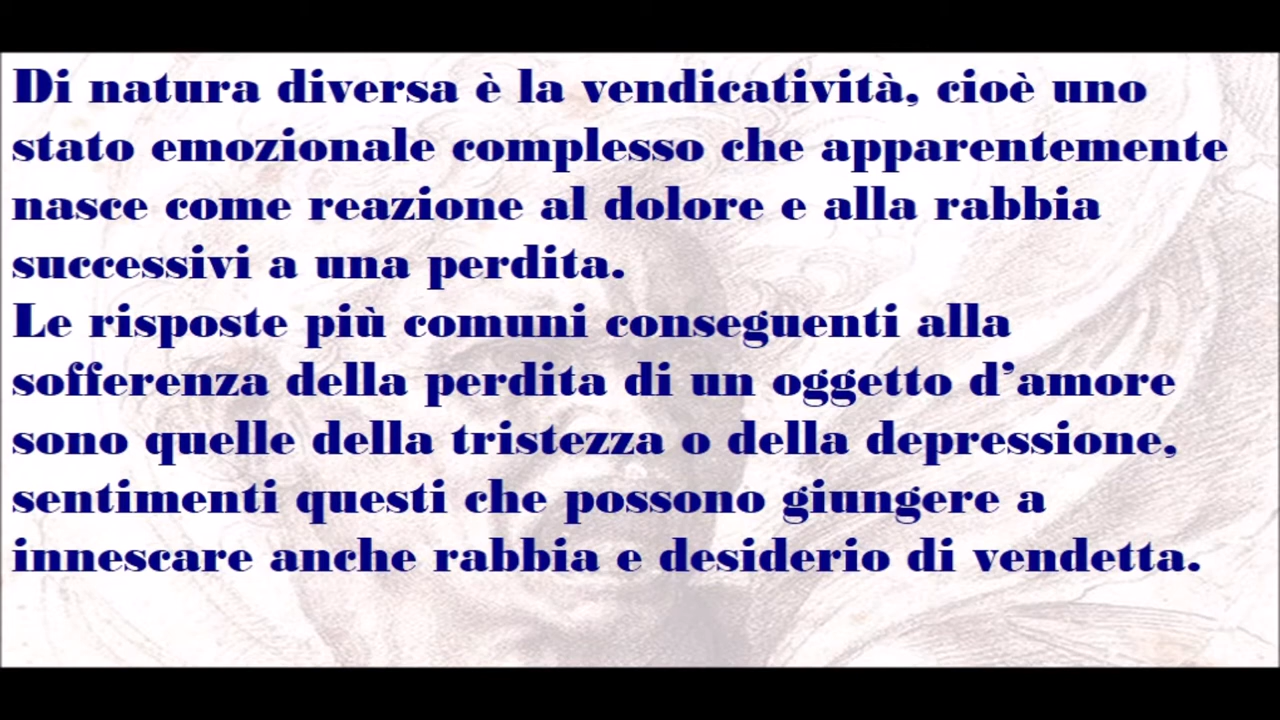 Di natura diversa è la vendicatività, cioè uno
stato emozionale complesso che apparentemente
nasce come reazione al dolore e alla rabbia
successivi a una perdita.
Le risposte più comuni conseguenti alla
sofferenza della perdita di un oggetto d’amore
sono quelle della tristezza o della depressione,
sentimenti questi che possono giungere a
innescare anche rabbia e desiderio di vendetta.